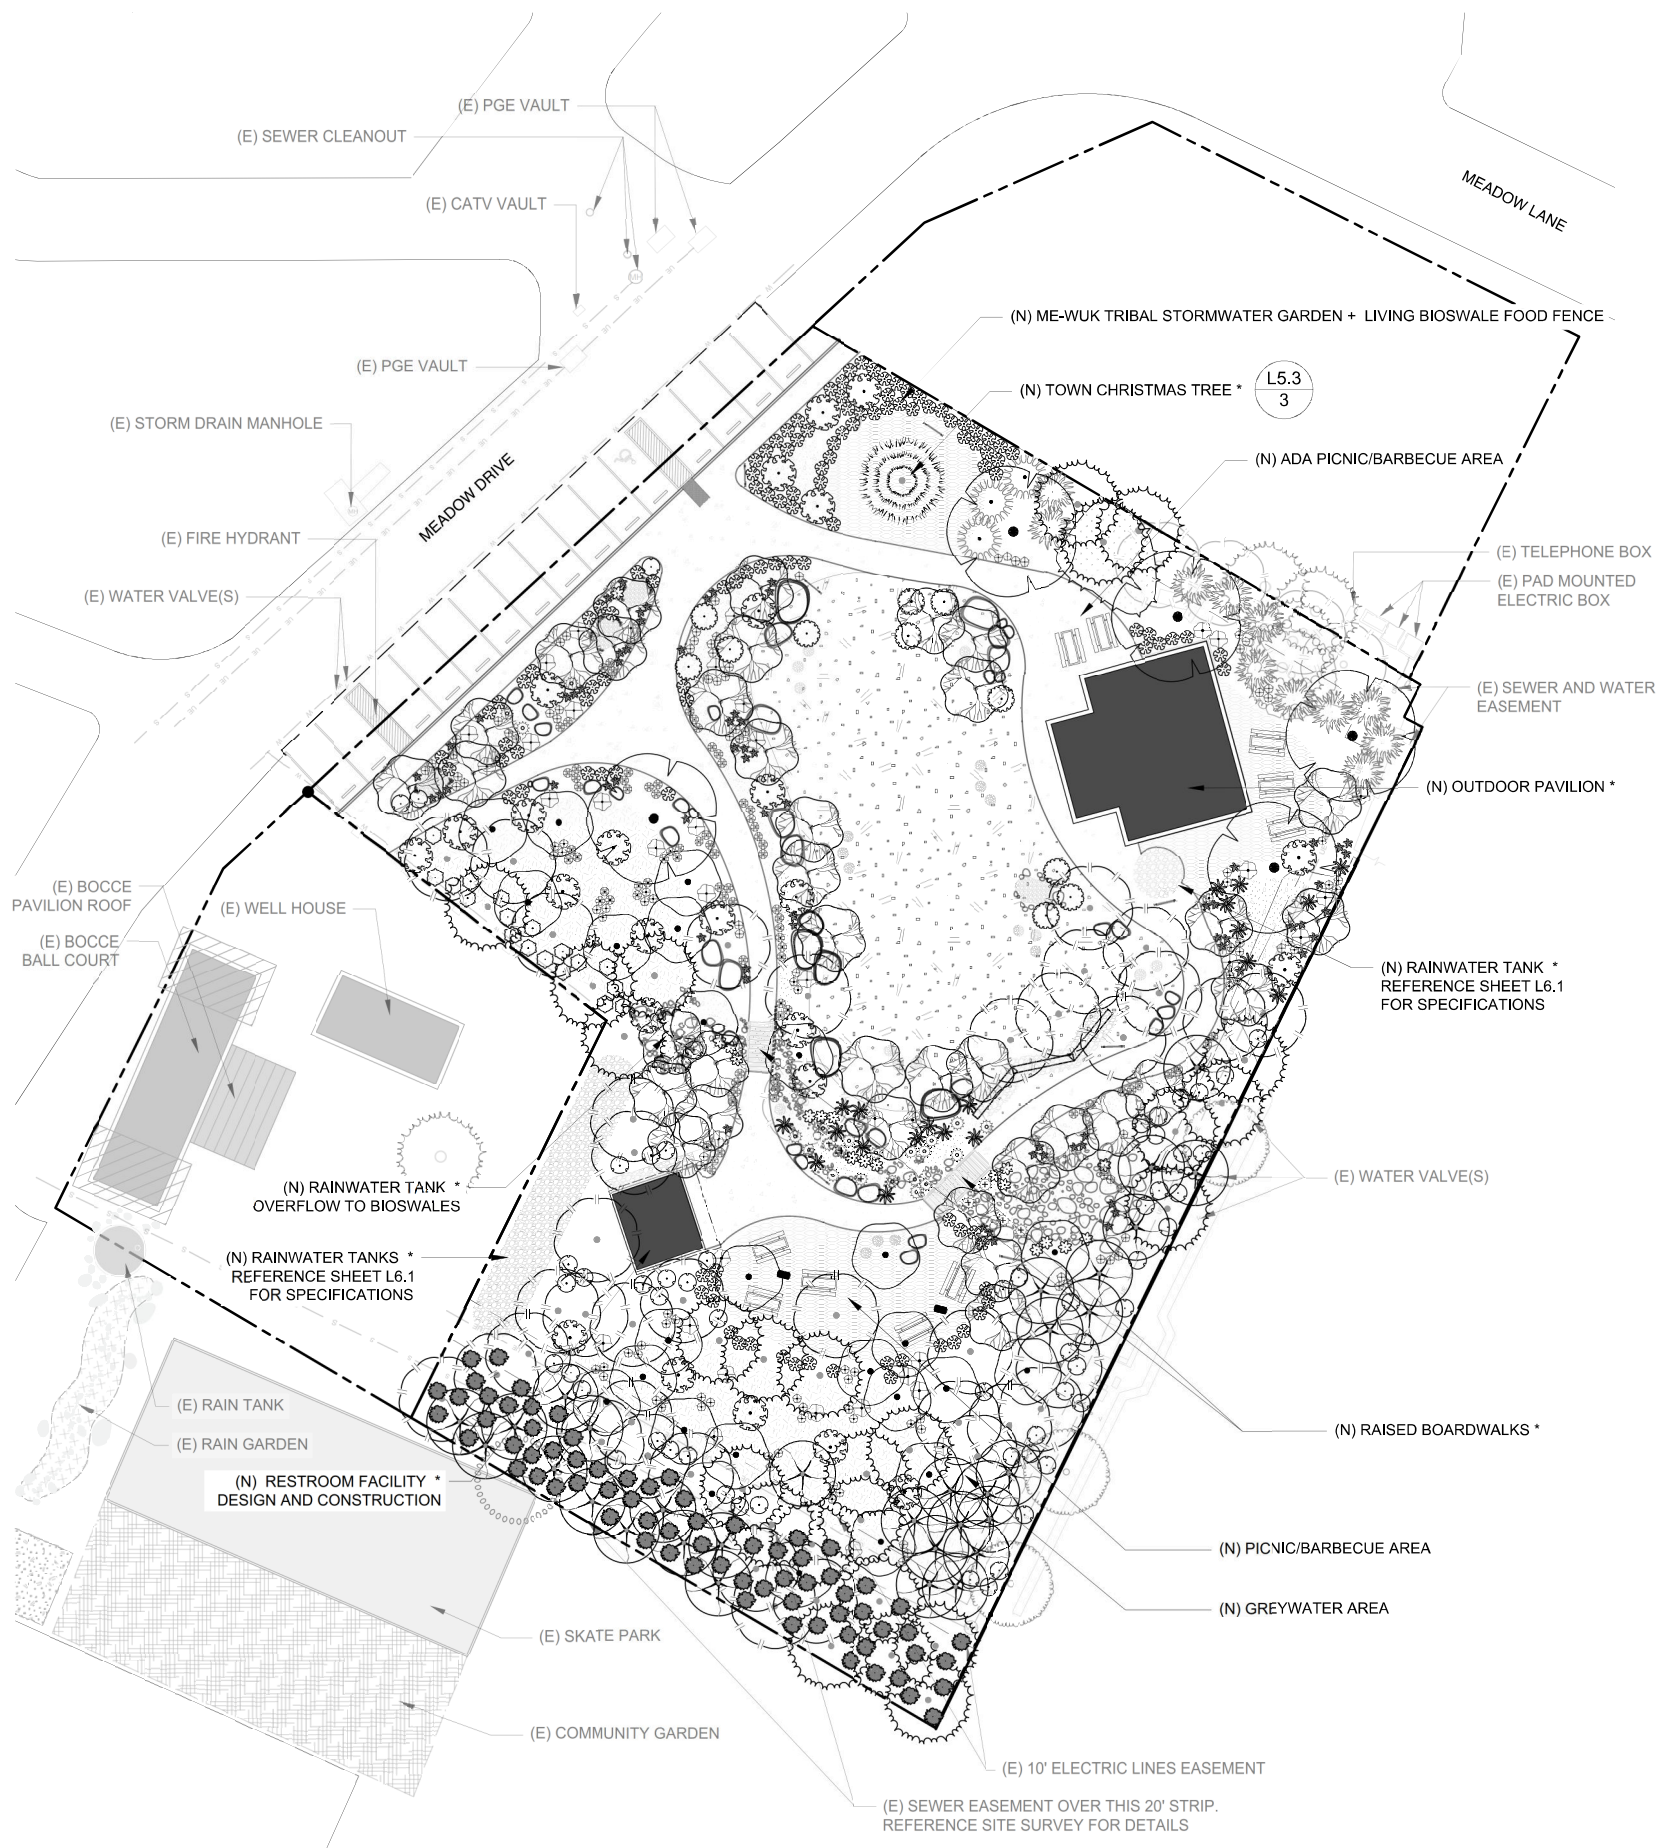 (E) PGE VAULT
(E) SEWER CLEANOUT
(E) CATV VAULT
MEADOW LANE
(N) ME-WUK TRIBAL STORMWATER GARDEN + LIVING BIOSWALE FOOD FENCE
(E) PGE VAULT
(N) TOWN CHRISTMAS TREE *
L5.3
3
(E) STORM DRAIN MANHOLE
(N) ADA PICNIC/BARBECUE AREA
MEADOW DRIVE
(E) FIRE HYDRANT
(E) TELEPHONE BOX
(E) PAD MOUNTED
ELECTRIC BOX
(E) WATER VALVE(S)
(E) SEWER AND WATER
EASEMENT
(N) OUTDOOR PAVILION *
(E) BOCCE
PAVILION ROOF
(E) WELL HOUSE
(E) BOCCE
BALL COURT
(N) RAINWATER TANK *
REFERENCE SHEET L6.1
FOR SPECIFICATIONS
(E) WATER VALVE(S)
(N) RAINWATER TANK *
OVERFLOW TO BIOSWALES
(N) RAINWATER TANKS *
REFERENCE SHEET L6.1
FOR SPECIFICATIONS
(E) RAIN TANK
(E) RAIN GARDEN
(N) RAISED BOARDWALKS *
(N) RESTROOM FACILITY *
DESIGN AND CONSTRUCTION
(N) PICNIC/BARBECUE AREA
(N) GREYWATER AREA
(E) SKATE PARK
(E) COMMUNITY GARDEN
(E) 10' ELECTRIC LINES EASEMENT
(E) SEWER EASEMENT OVER THIS 20' STRIP.
REFERENCE SITE SURVEY FOR DETAILS